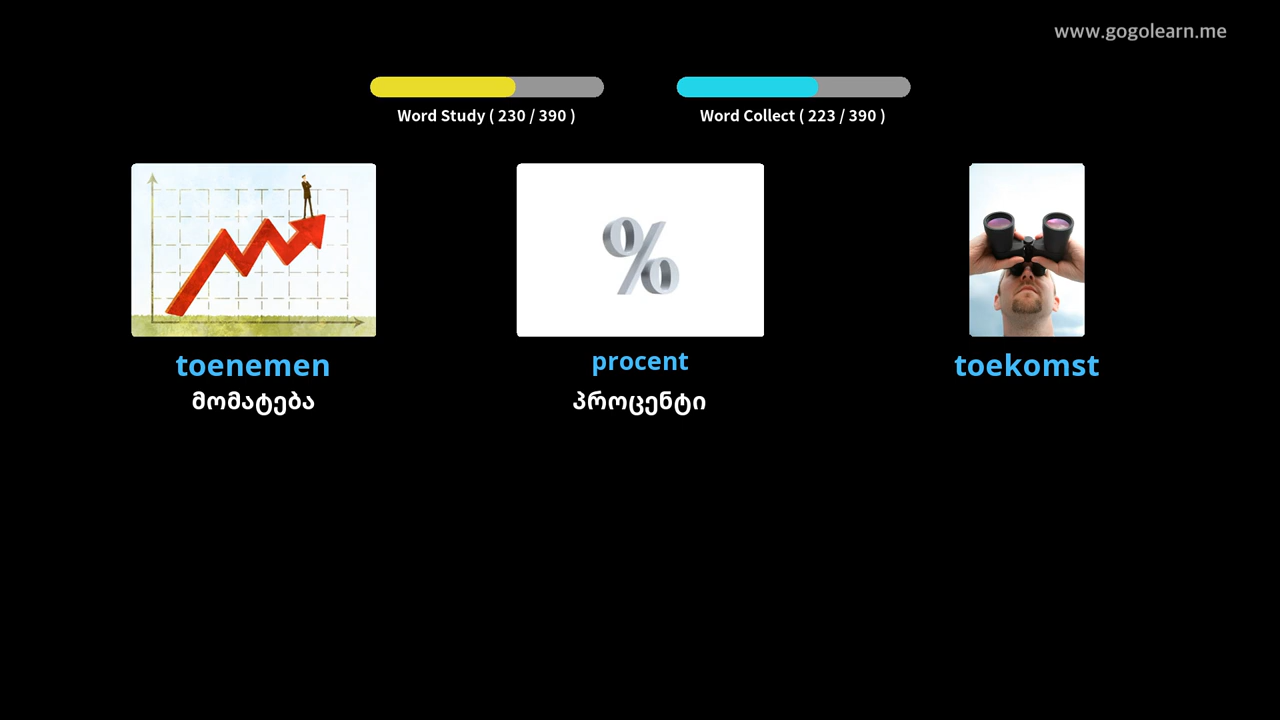 www.gogolearn.me
Word Study ( 230 / 390 )
Word Collect ( 223 / 390 )
%
toenemen
procent
toekomst
მომატება
პროცენტი